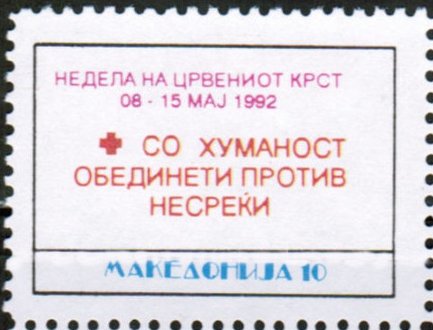 НЕДЕЛА НА ЦРВЕНИОТ КРСТ
08 - 15 МАЈ 1992
СО ХУМАНОСТ
ОБЕДИНЕТИ ПРОТИВ
НЕСРЕЌИ
МАКЕДОНИЈА 10